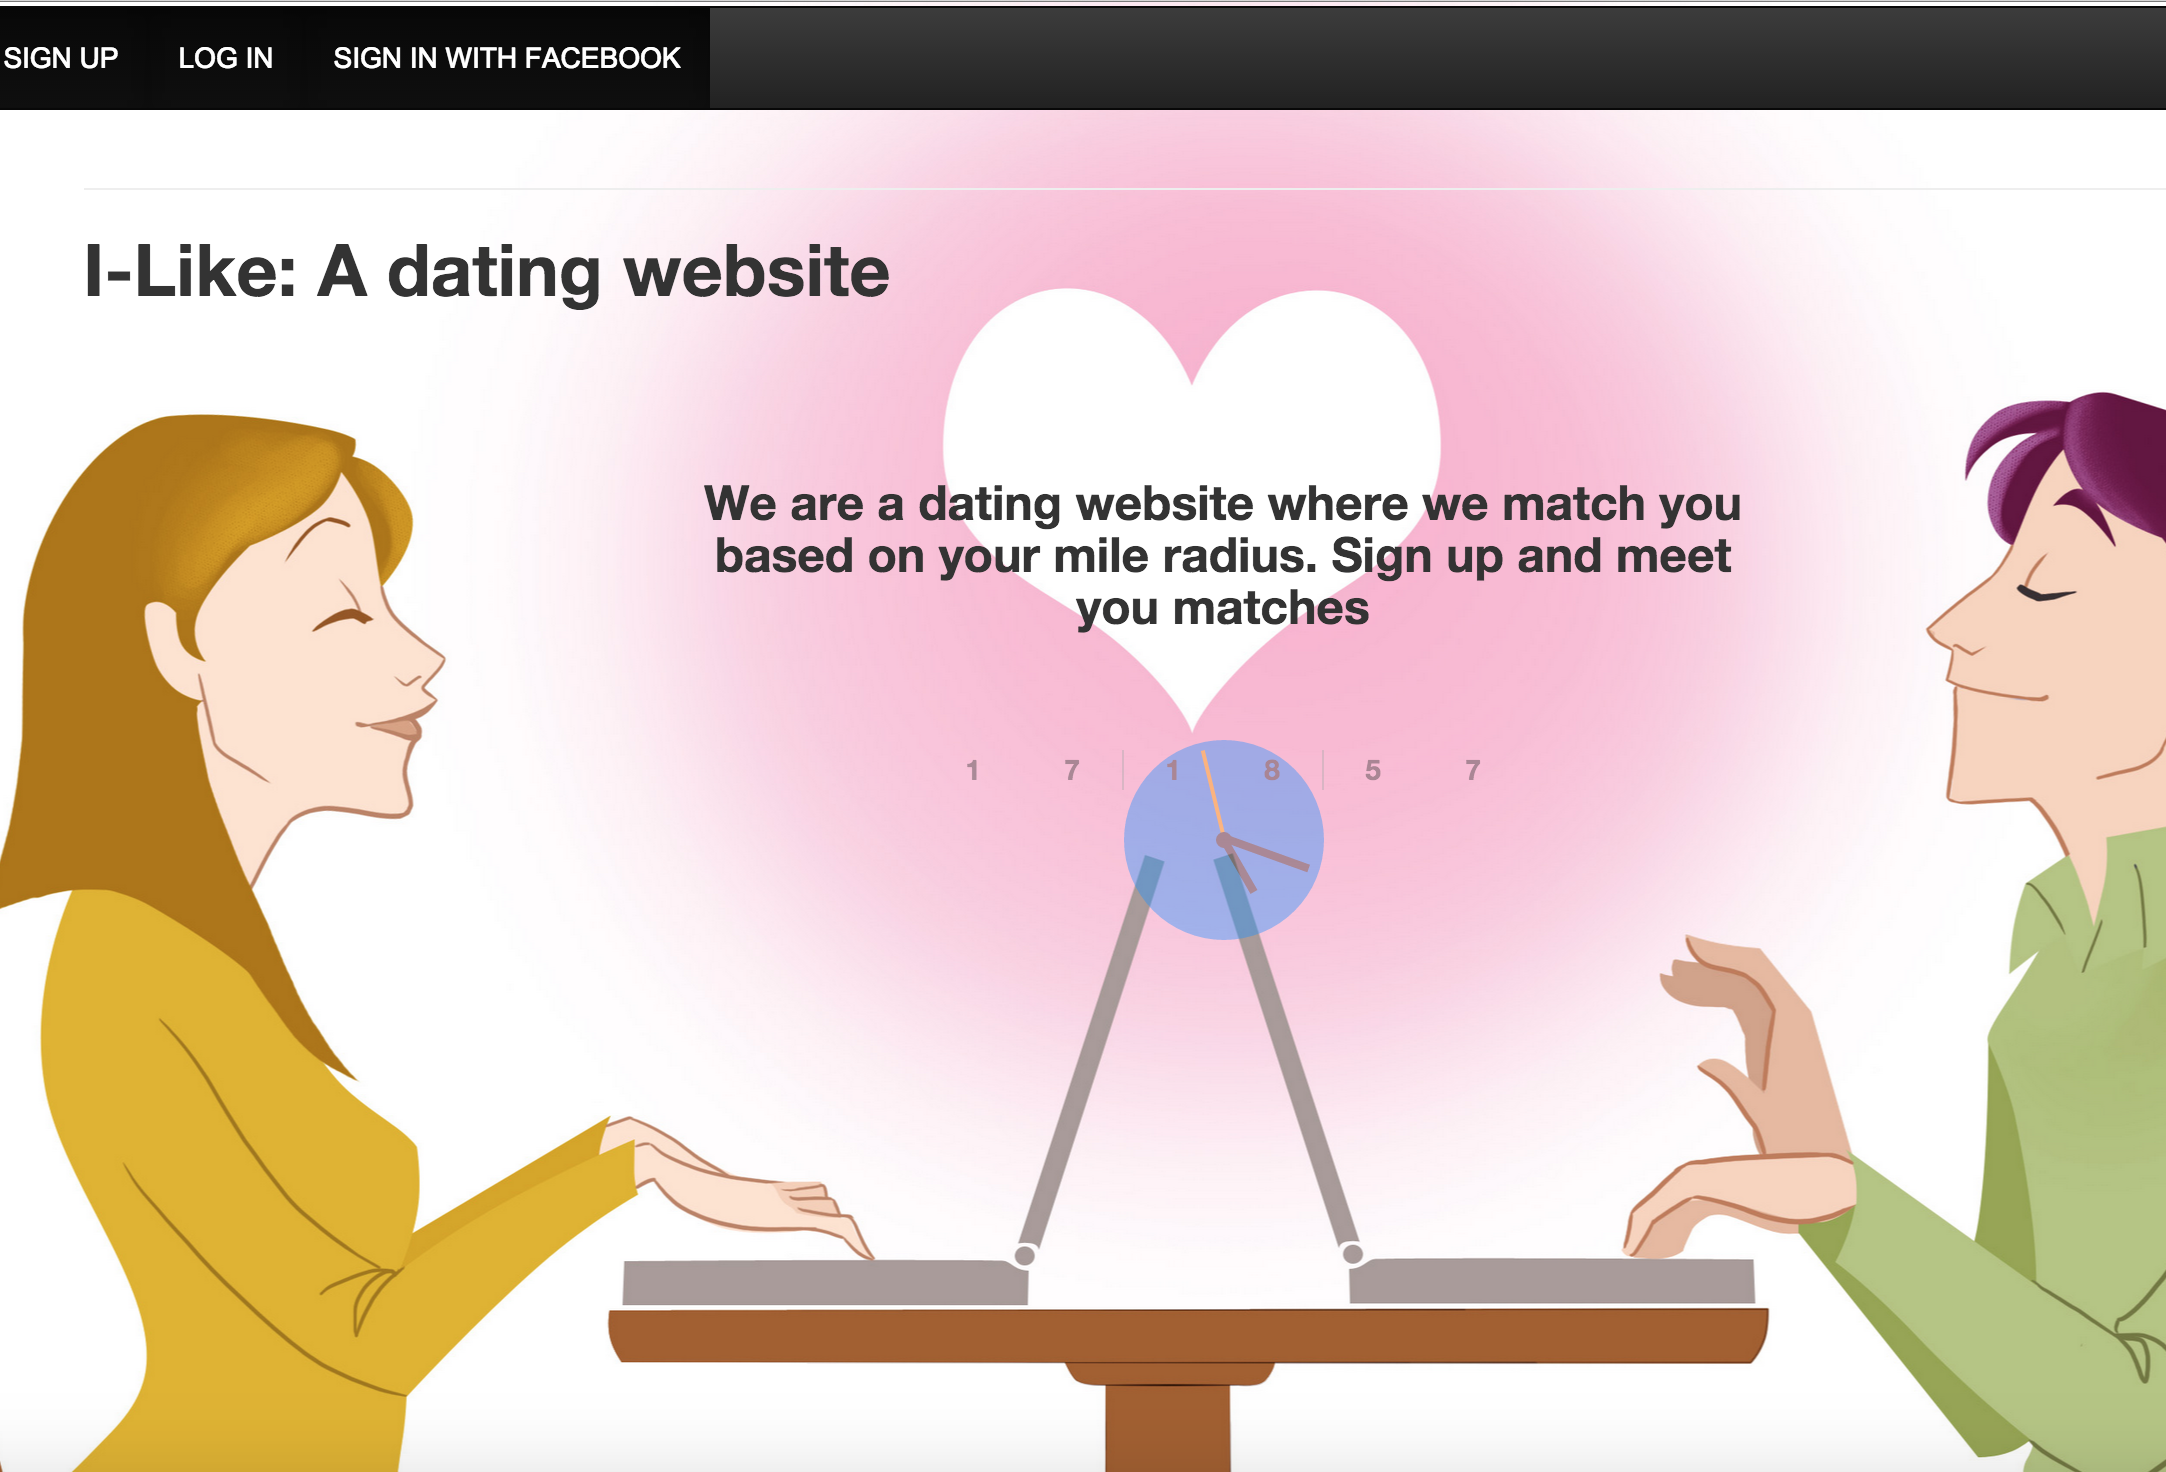 SIGN UP LOG IN SIGN IN WITH FACEBOOK
I-Like: A dating website
We are a dating website where we match you
based on your mile radius. Sign up and meet
you matches
1 7 1 8 5 7